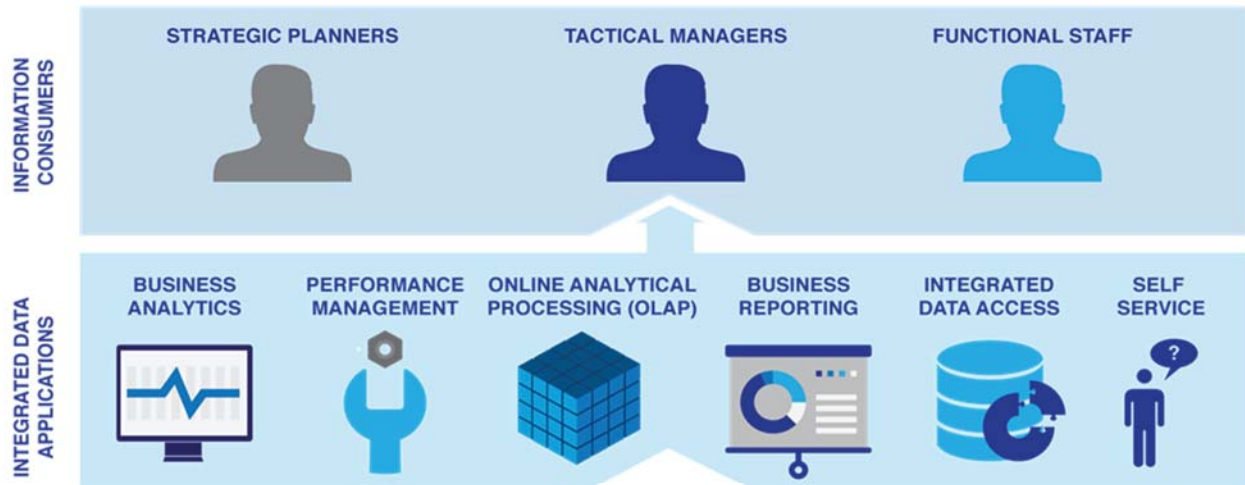 INFORMATION
CONSUMERS
STRATEGIC PLANNERS
TACTICAL MANAGERS
FUNCTIONAL STAFF
INTEGRATED DATA
APPLICATIONS
BUSINESS
ANALYTICS
PERFORMANCE
MANAGEMENT
ONLINE ANALYTICAL
PROCESSING (OLAP)
BUSINESS
REPORTING
INTEGRATED
DATA ACCESS
SELF
SERVICE
?